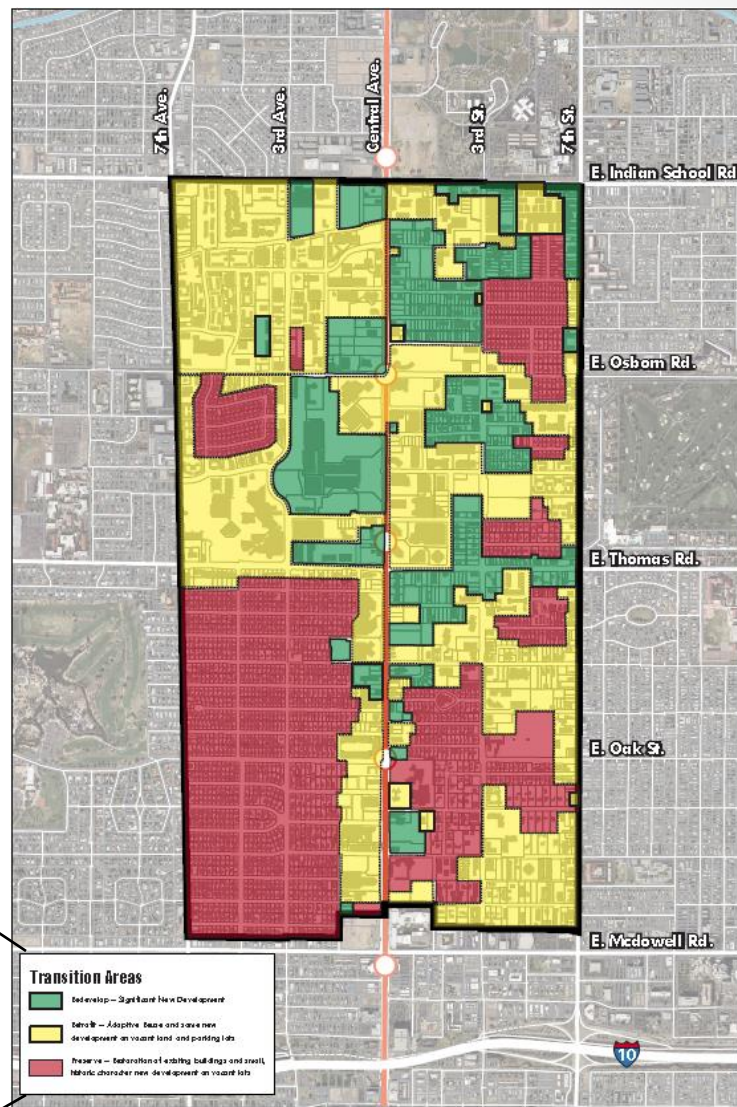 7th Ave.
3rd Ave.
Central Ave.
3rd St.
7th St.
E. Indian School Rd
E. Osborn Rd.
E. Thomas Rd.
E. Oak St.
E. Mcdowell Rd.
10
Transition Areas
Redevelop – Significant New Development
Retrofit – Adaptive Reuse and some new
development on vacant land and parking lots
Preserve – Restoration of existing buildings and small,
historic character new development on vacant lots